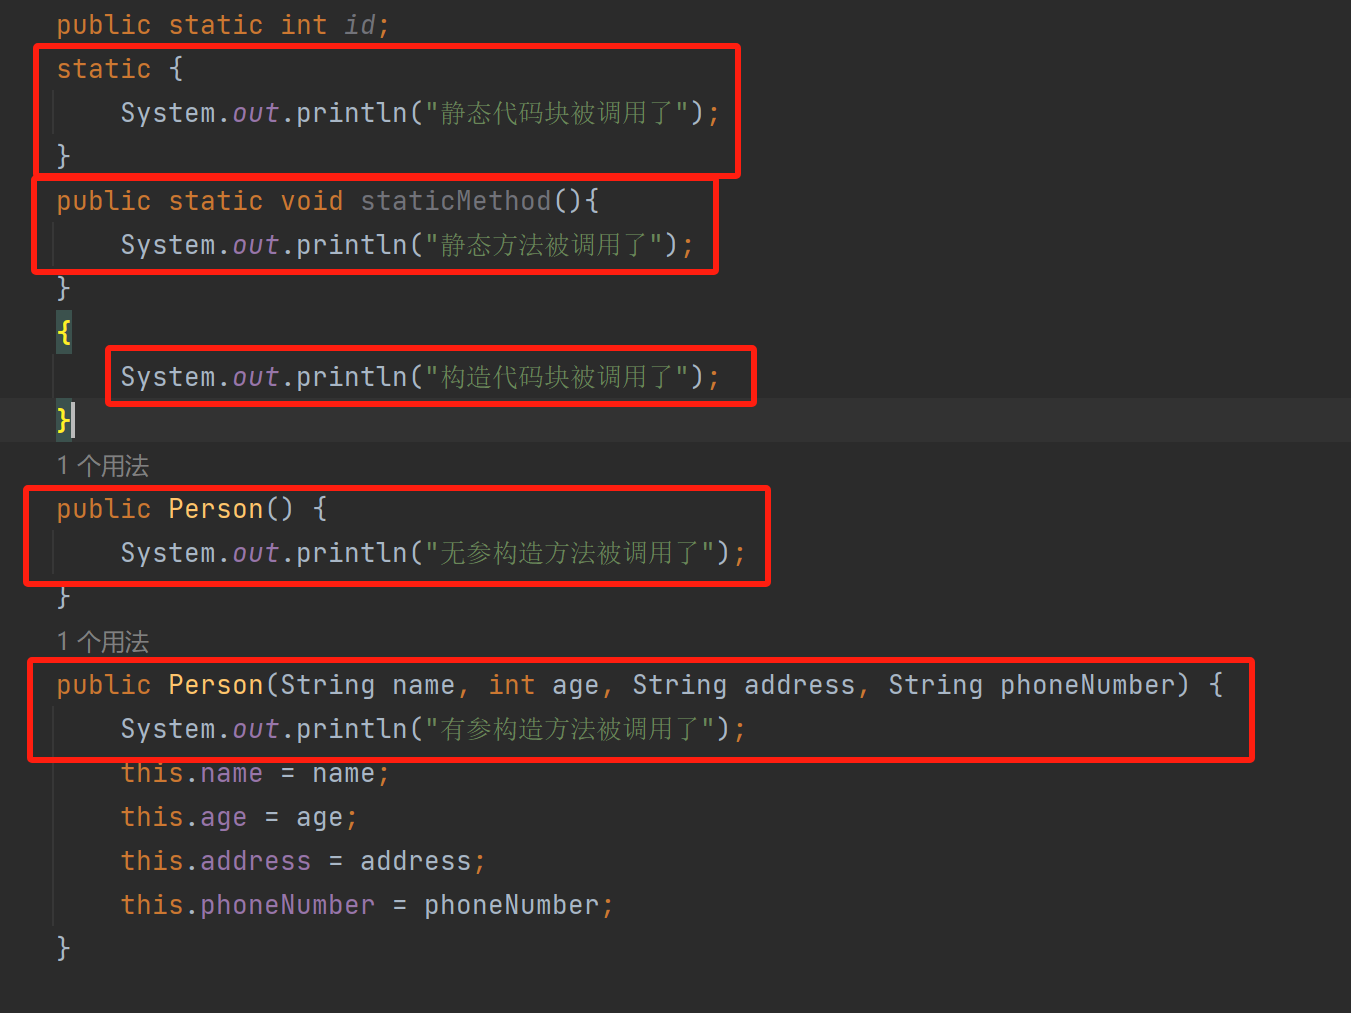 public static int id;
static {
System.out.println("静态代码块被调用了");
}
public static void staticMethod(){
System.out.println("静态方法被调用了");
}
{
System.out.println("构造代码块被调用了");
}
1 个用法
public Person() {
System.out.println("无参构造方法被调用了");
}
1 个用法
public Person(String name, int age, String address, String phoneNumber) {
System.out.println("有参构造方法被调用了");
this.name = name;
this.age = age;
this.address = address;
this.phoneNumber = phoneNumber;
}